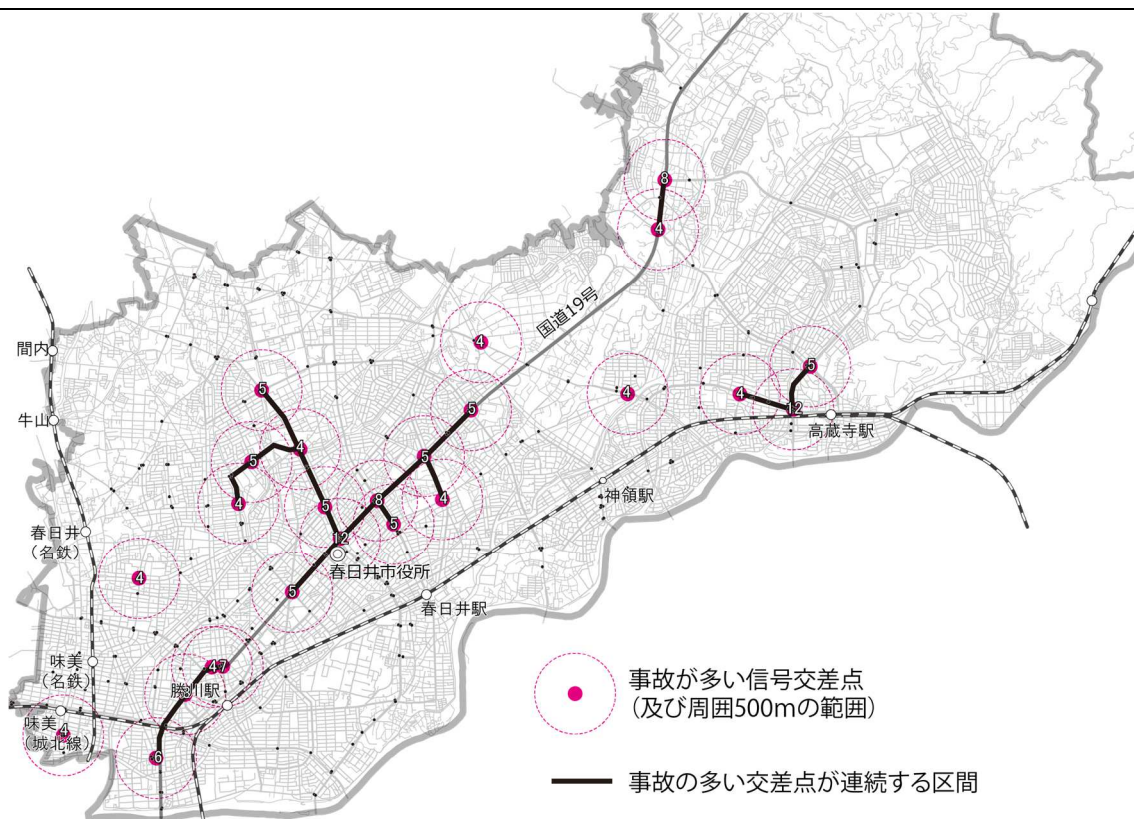 8
4
国道19号
4
間内
5
4
5
12
牛山
5
高蔵寺駅
4
5
5
4
8
4
神領駅
5
5
12
春日井
（名鉄）
春日井市役所
4
5
春日井駅
味美
（名鉄）
4
7
勝川駅
味美
（城北線）
4
6
事故が多い信号交差点
（及び周囲500mの範囲）
事故の多い交差点が連続する区間